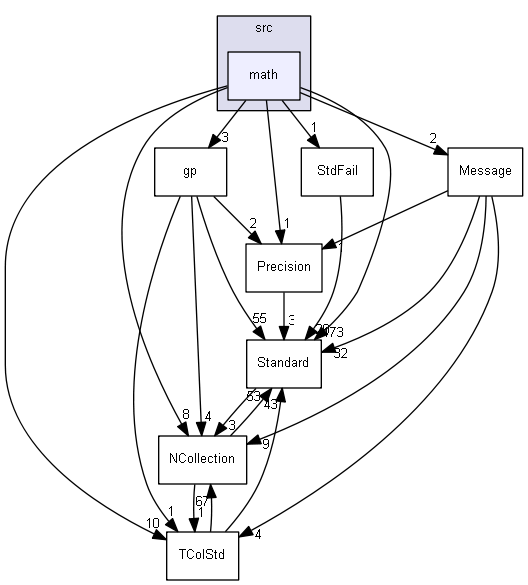 src
math
3
1
2
gp
StdFail
Message
2
1
Precision
55
3
473
32
Standard
53
43
8
4
3
9
NCollection
67
1
1
10
4
TColStd